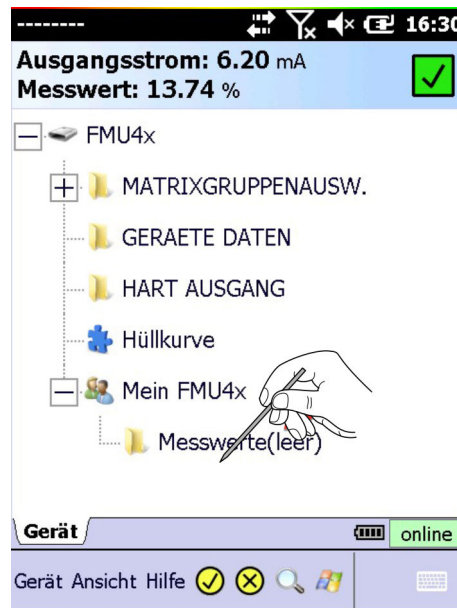 --------
16:30
Ausgangsstrom: 6.20 mA
Messwert: 13.74 %
FMU4x
MATRIXGRUPPENAUSW.
GERAETE DATEN
HART AUSGANG
Hüllkurve
Mein FMU4x
Messwerte(leer)
Gerät
online
Gerät Ansicht Hilfe